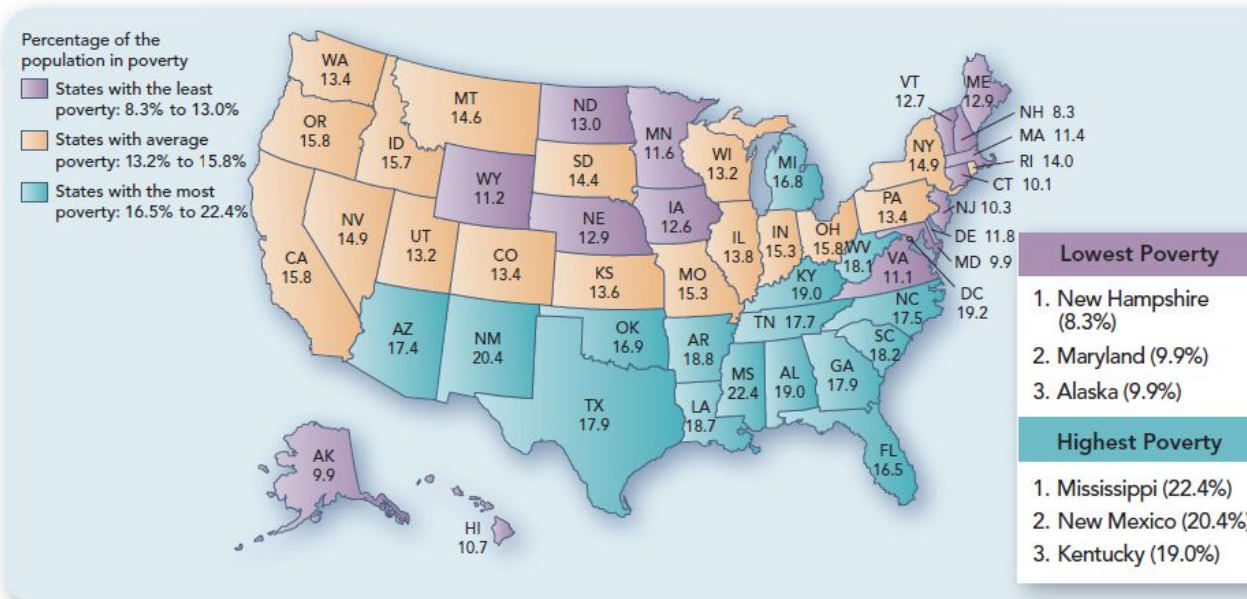 Percentage of the
population in poverty
States with the least
poverty: 8.3% to 13.0%
States with average
poverty: 13.2% to 15.8%
States with the most
poverty: 16.5% to 22.4%
WA
13.4
OR
15.8
CA
15.8
ID
15.7
NV
14.9
MT
14.6
WY
11.2
UT
13.2
CO
13.4
AZ
17.4
NM
20.4
ND
13.0
SD
14.4
NE
12.9
KS
13.6
OK
16.9
TX
17.9
MN
11.6
IA
12.6
MO
15.3
AR
18.8
LA
18.7
WI
13.2
IL
13.8
MI
16.8
IN
15.3
OH
15.8
KY
19.0
TN 17.7
MS
22.4
AL
19.0
GA
17.9
FL
16.5
SC
18.2
NC
17.5
VA
11.1
WV
18.1
PA
13.4
NY
14.9
VT
12.7
ME
12.9
NH 8.3
MA 11.4
RI 14.0
CT 10.1
NJ 10.3
DE 11.8
MD 9.9
DC
19.2
AK
9.9
HI
10.7
Lowest Poverty
1. New Hampshire
(8.3%)
2. Maryland (9.9%)
3. Alaska (9.9%)
Highest Poverty
1. Mississippi (22.4%)
2. New Mexico (20.4%)
3. Kentucky (19.0%)